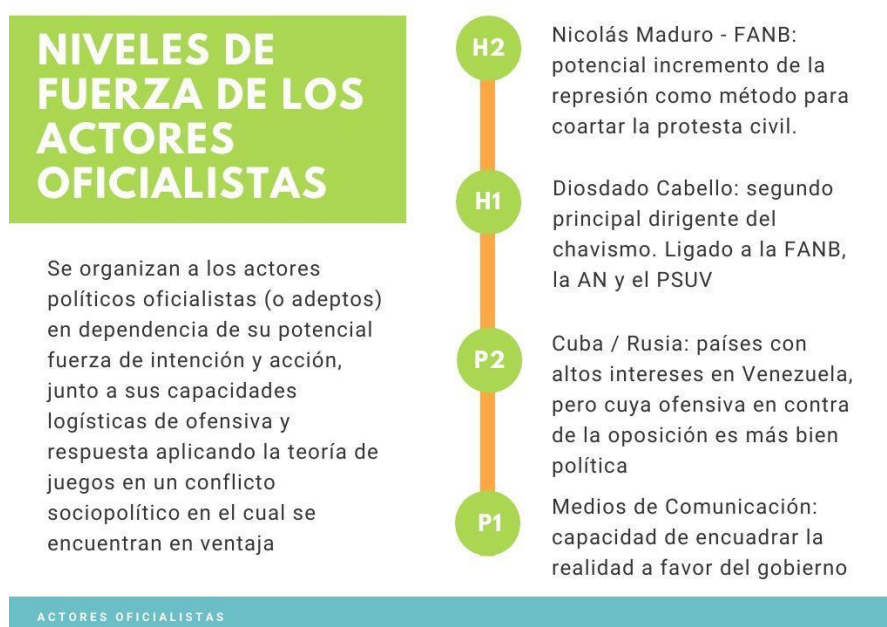 NIVELES DE
FUERZA DE LOS
ACTORES
OFICIALISTAS
Se organizan a los actores
políticos oficialistas (o adeptos)
en dependencia de su potencial
fuerza de intención y acción,
junto a sus capacidades
logísticas de ofensiva y
respuesta aplicando la teoría de
juegos en un conflicto
sociopolítico en el cual se
encuentran en ventaja
H2
Nicolás Maduro - FANB:
potencial incremento de la
represión como método para
coartar la protesta civil.
H1
Diosdado Cabello: segundo
principal dirigente del
chavismo. Ligado a la FANB,
la AN y el PSUV
P2
Cuba / Rusia: países con
altos intereses en Venezuela,
pero cuya ofensiva en contra
de la oposición es más bien
política
P1
Medios de Comunicación:
capacidad de encuadrar la
realidad a favor del gobierno
ACTORES OFICIALISTAS